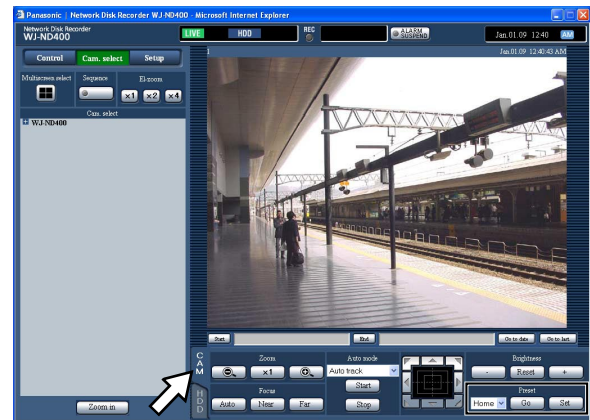 Panasonic | Network Disk Recorder WJ-ND400 - Microsoft Internet Explorer
Network Disk Recorder
WJ-ND400
LIVE
HDD
REC
ALARM
SUSPEND
Jan.01.09 12:40
AM
Control
Cam. select
Setup
Jan.01.09 12:40:43 AM
Multiscreen select
Sequence
El-zoom
x1
x2
x4
Cam. select
WJ-ND400
Start
End
Go to date
Go to last
CAM
HDD
Zoom
x1
Focus
Auto
Near
Far
Auto mode
Auto track
Start
Stop
Brightness
-
Reset
+
Preset
Home
Go
Set
Zoom in